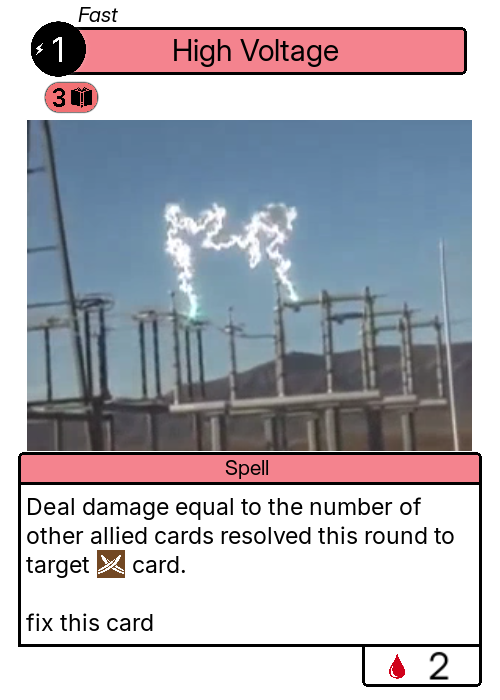 Fast
1
High Voltage
3
Spell
Deal damage equal to the number of
other allied cards resolved this round to
target card.
fix this card
2